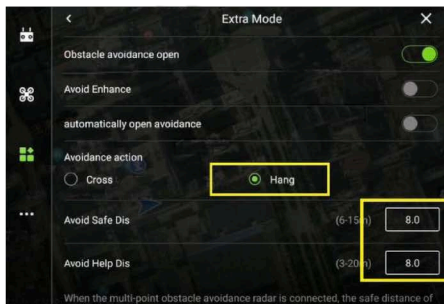 Extra Mode
Obstacle avoidance open
Avoid Enhance
automatically open avoidance
Avoidance action
Cross Hang
Avoid Safe Dis (6-15m) 8.0
Avoid Help Dis (3-20m) 8.0
When the multi-point obstacle avoidance radar is connected, the safe distance of